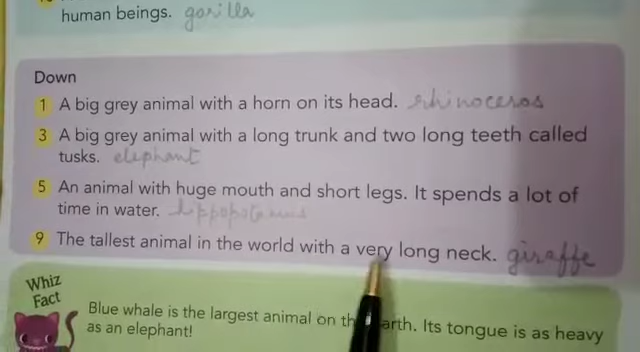 human beings. gorilla
Down
1 A big grey animal with a horn on its head. rhinoceros
3 A big grey animal with a long trunk and two long teeth called
tusks. elephant
5 An animal with huge mouth and short legs. It spends a lot of
time in water. hippopotamus
9 The tallest animal in the world with a very long neck. giraffe
Whiz
Fact
Blue whale is the largest animal on earth. Its tongue is as heavy
as an elephant!